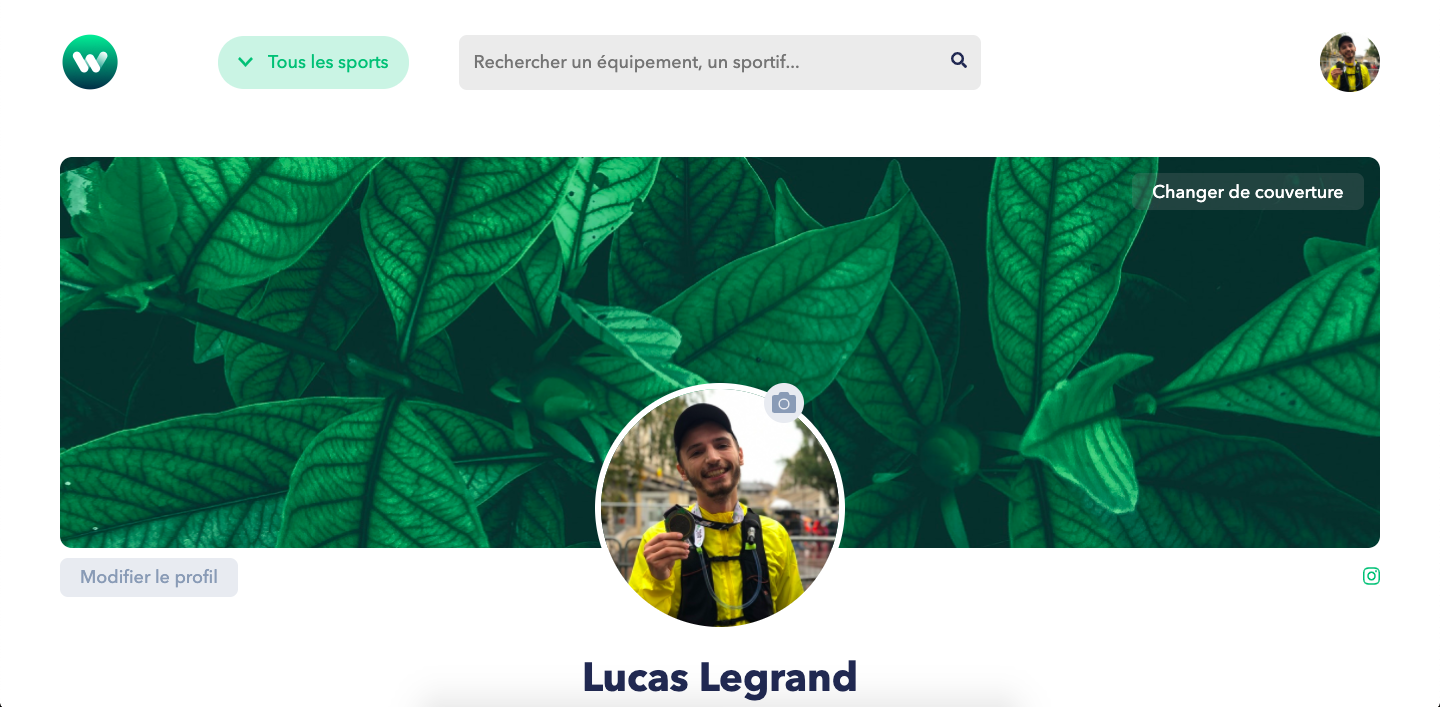 W
Tous les sports
Rechercher un équipement, un sportif...
Changer de couverture
Modifier le profil
Lucas Legrand